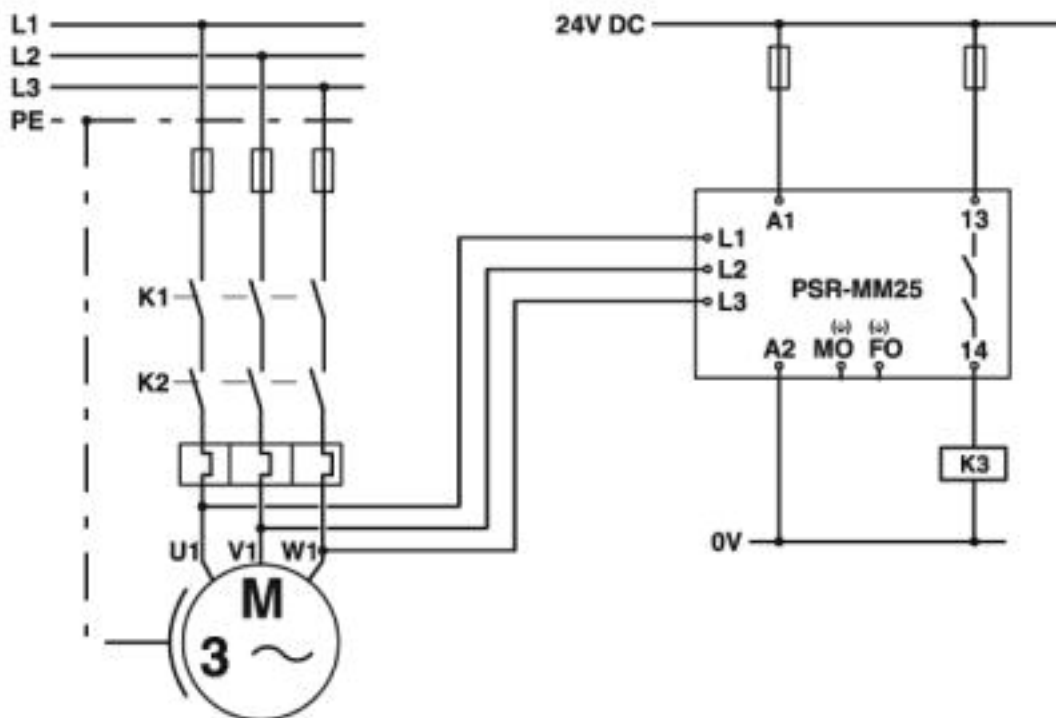 L1
L2
L3
PE
K1
K2
U1 V1 W1
M
3
24V DC
A1 13
L1
L2
L3
PSR-MM25
A2 MO FO 14
K3
0V